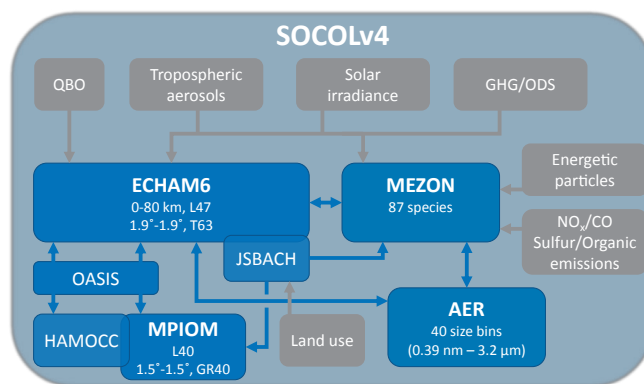 SOCOLv4
QBO
Tropospheric
aerosols
Solar
irradiance
GHG/ODS
ECHAM6
0-80 km, L47
1.9˚-1.9˚, T63
MEZON
87 species
Energetic
particles
NOx/CO
Sulfur/Organic
emissions
JSBACH
OASIS
HAMOCC
MPIOM
L40
1.5˚-1.5˚, GR40
Land use
AER
40 size bins
(0.39 nm – 3.2 µm)